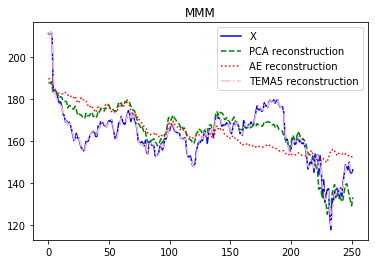 MMM
X
PCA reconstruction
AE reconstruction
TEMA5 reconstruction
200
180
160
140
120
0 50 100 150 200 250